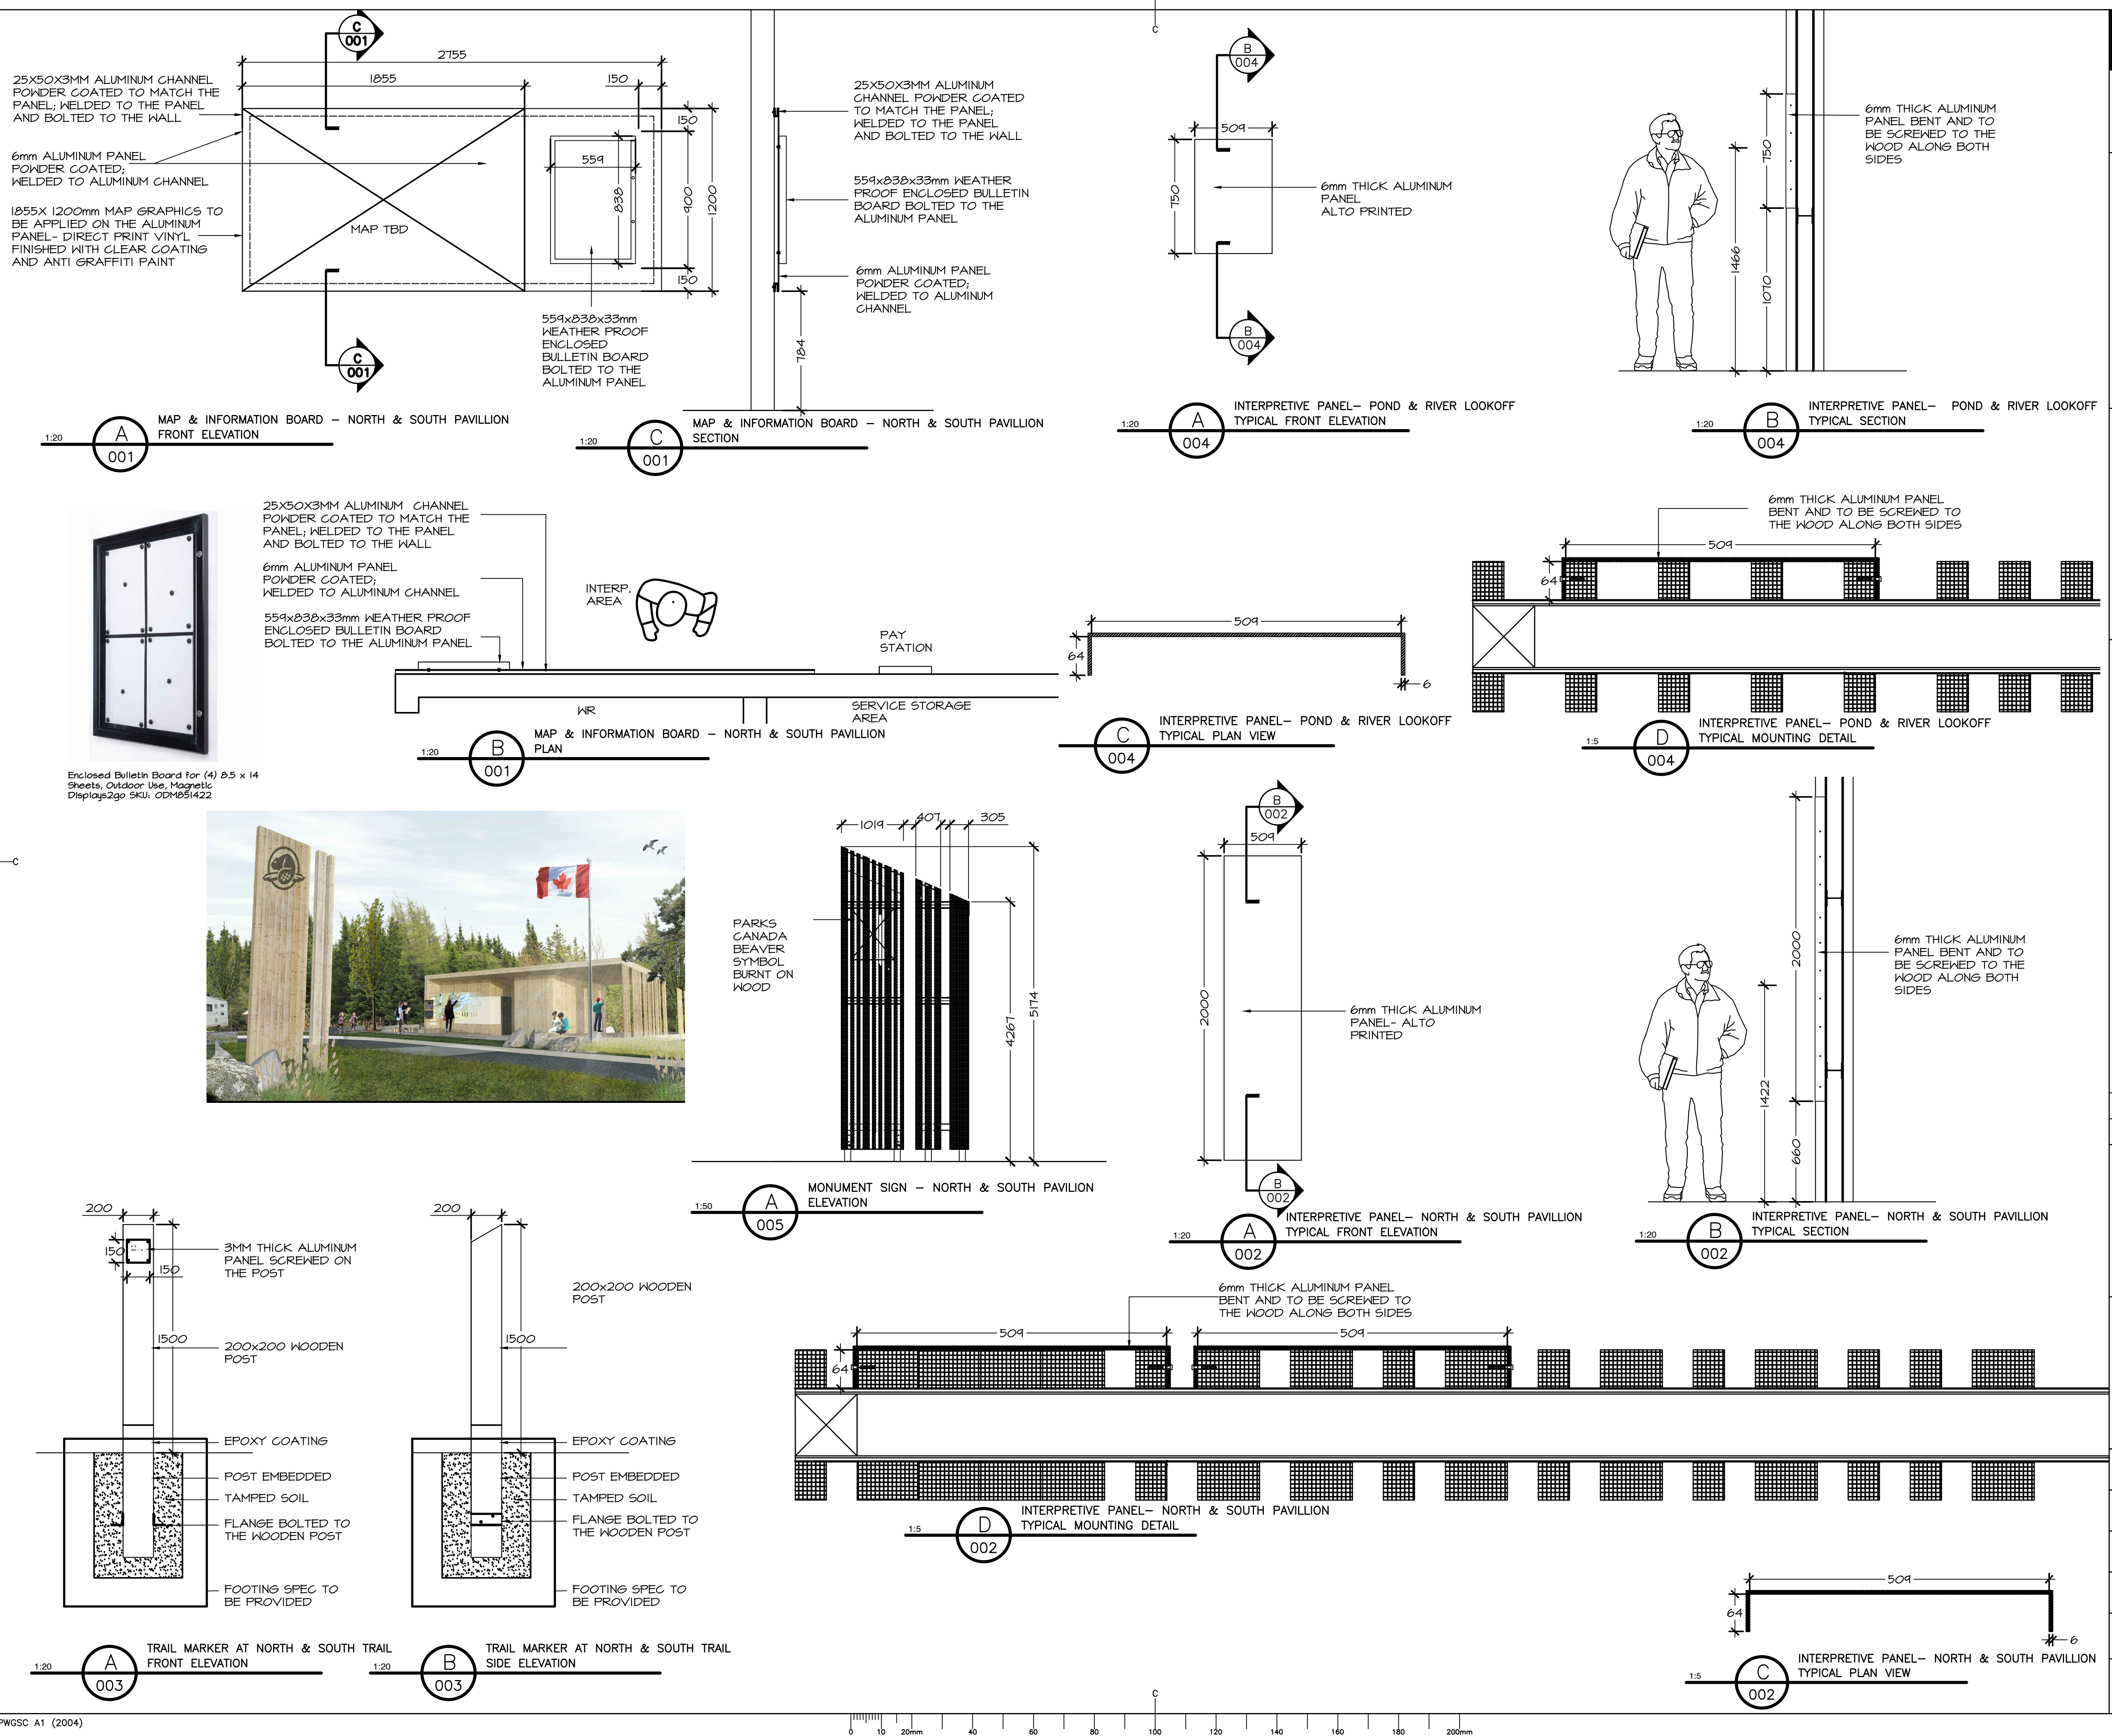 C
001
2755
1855
150
25X50X3MM ALUMINUM CHANNEL
POWDER COATED TO MATCH THE
PANEL; WELDED TO THE PANEL
AND BOLTED TO THE WALL
6mm ALUMINUM PANEL
POWDER COATED;
WELDED TO ALUMINUM CHANNEL
1855X 1200mm MAP GRAPHICS TO
BE APPLIED ON THE ALUMINUM
PANEL- DIRECT PRINT VINYL
FINISHED WITH CLEAR COATING
AND ANTI GRAFFITI PAINT
MAP TBD
559
838
150
900
1200
150
559x838x33mm
WEATHER PROOF
ENCLOSED
BULLETIN BOARD
BOLTED TO THE
ALUMINUM PANEL
C
001
1:20
A
001
MAP & INFORMATION BOARD – NORTH & SOUTH PAVILLION
FRONT ELEVATION
25X50X3MM ALUMINUM
CHANNEL POWDER COATED
TO MATCH THE PANEL;
WELDED TO THE PANEL
AND BOLTED TO THE WALL
559x838x33mm WEATHER
PROOF ENCLOSED BULLETIN
BOARD BOLTED TO THE
ALUMINUM PANEL
6mm ALUMINUM PANEL
POWDER COATED;
WELDED TO ALUMINUM
CHANNEL
784
1:20
C
001
MAP & INFORMATION BOARD – NORTH & SOUTH PAVILLION
SECTION
C
B
004
509
750
6mm THICK ALUMINUM
PANEL
ALTO PRINTED
B
004
1:20
A
004
INTERPRETIVE PANEL– POND & RIVER LOOKOFF
TYPICAL FRONT ELEVATION
6mm THICK ALUMINUM
PANEL BENT AND TO
BE SCREWED TO THE
WOOD ALONG BOTH
SIDES
750
1466
1070
1:20
B
004
INTERPRETIVE PANEL– POND & RIVER LOOKOFF
TYPICAL SECTION
Enclosed Bulletin Board for (4) 8.5 x 14
Sheets, Outdoor Use, Magnetic
Displays2go SKU: ODM851422
25X50X3MM ALUMINUM CHANNEL
POWDER COATED TO MATCH THE
PANEL; WELDED TO THE PANEL
AND BOLTED TO THE WALL
6mm ALUMINUM PANEL
POWDER COATED;
WELDED TO ALUMINUM CHANNEL
559x838x33mm WEATHER PROOF
ENCLOSED BULLETIN BOARD
BOLTED TO THE ALUMINUM PANEL
INTERP.
AREA
PAY
STATION
WR
SERVICE STORAGE
AREA
1:20
B
001
MAP & INFORMATION BOARD – NORTH & SOUTH PAVILLION
PLAN
509
64
6
C
004
INTERPRETIVE PANEL– POND & RIVER LOOKOFF
TYPICAL PLAN VIEW
6mm THICK ALUMINUM PANEL
BENT AND TO BE SCREWED TO
THE WOOD ALONG BOTH SIDES
509
64
1:5
D
004
INTERPRETIVE PANEL– POND & RIVER LOOKOFF
TYPICAL MOUNTING DETAIL
C
1019
407
305
PARKS
CANADA
BEAVER
SYMBOL
BURNT ON
WOOD
4267
5174
1:50
A
005
MONUMENT SIGN – NORTH & SOUTH PAVILION
ELEVATION
B
002
509
2000
6mm THICK ALUMINUM
PANEL- ALTO
PRINTED
B
002
1:20
A
002
INTERPRETIVE PANEL– NORTH & SOUTH PAVILLION
TYPICAL FRONT ELEVATION
6mm THICK ALUMINUM
PANEL BENT AND TO
BE SCREWED TO THE
WOOD ALONG BOTH
SIDES
2000
1422
660
1:20
B
002
INTERPRETIVE PANEL– NORTH & SOUTH PAVILLION
TYPICAL SECTION
200
150
150
1500
3MM THICK ALUMINUM
PANEL SCREWED ON
THE POST
200x200 WOODEN
POST
EPOXY COATING
POST EMBEDDED
TAMPED SOIL
FLANGE BOLTED TO
THE WOODEN POST
FOOTING SPEC TO
BE PROVIDED
1:20
A
003
TRAIL MARKER AT NORTH & SOUTH TRAIL
FRONT ELEVATION
200
1500
200x200 WOODEN
POST
EPOXY COATING
POST EMBEDDED
TAMPED SOIL
FLANGE BOLTED TO
THE WOODEN POST
FOOTING SPEC TO
BE PROVIDED
1:20
B
003
TRAIL MARKER AT NORTH & SOUTH TRAIL
SIDE ELEVATION
6mm THICK ALUMINUM PANEL
BENT AND TO BE SCREWED TO
THE WOOD ALONG BOTH SIDES
509
509
64
1:5
D
002
INTERPRETIVE PANEL– NORTH & SOUTH PAVILLION
TYPICAL MOUNTING DETAIL
509
64
6
1:5
C
002
INTERPRETIVE PANEL– NORTH & SOUTH PAVILLION
TYPICAL PLAN VIEW
C
PWGSC A1 (2004)
0 10 20mm 40 60 80 100 120 140 160 180 200mm